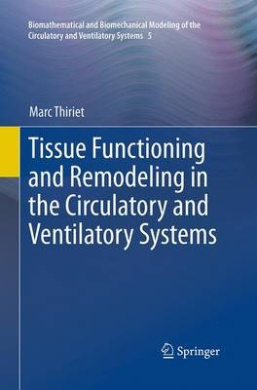 Biomathematical and Biomechanical Modeling of the
Circulatory and Ventilatory Systems 5
Marc Thiriet
Tissue Functioning
and Remodeling in
the Circulatory and
Ventilatory Systems
Springer